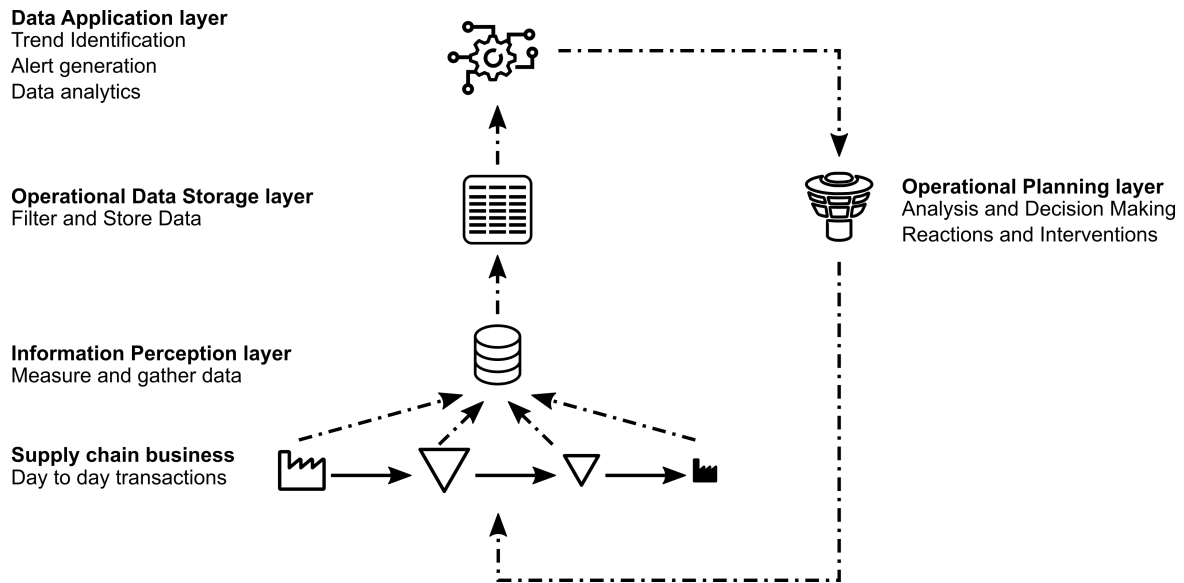 Data Application layer
Trend Identification
Alert generation
Data analytics
Operational Data Storage layer
Filter and Store Data
Operational Planning layer
Analysis and Decision Making
Reactions and Interventions
Information Perception layer
Measure and gather data
Supply chain business
Day to day transactions